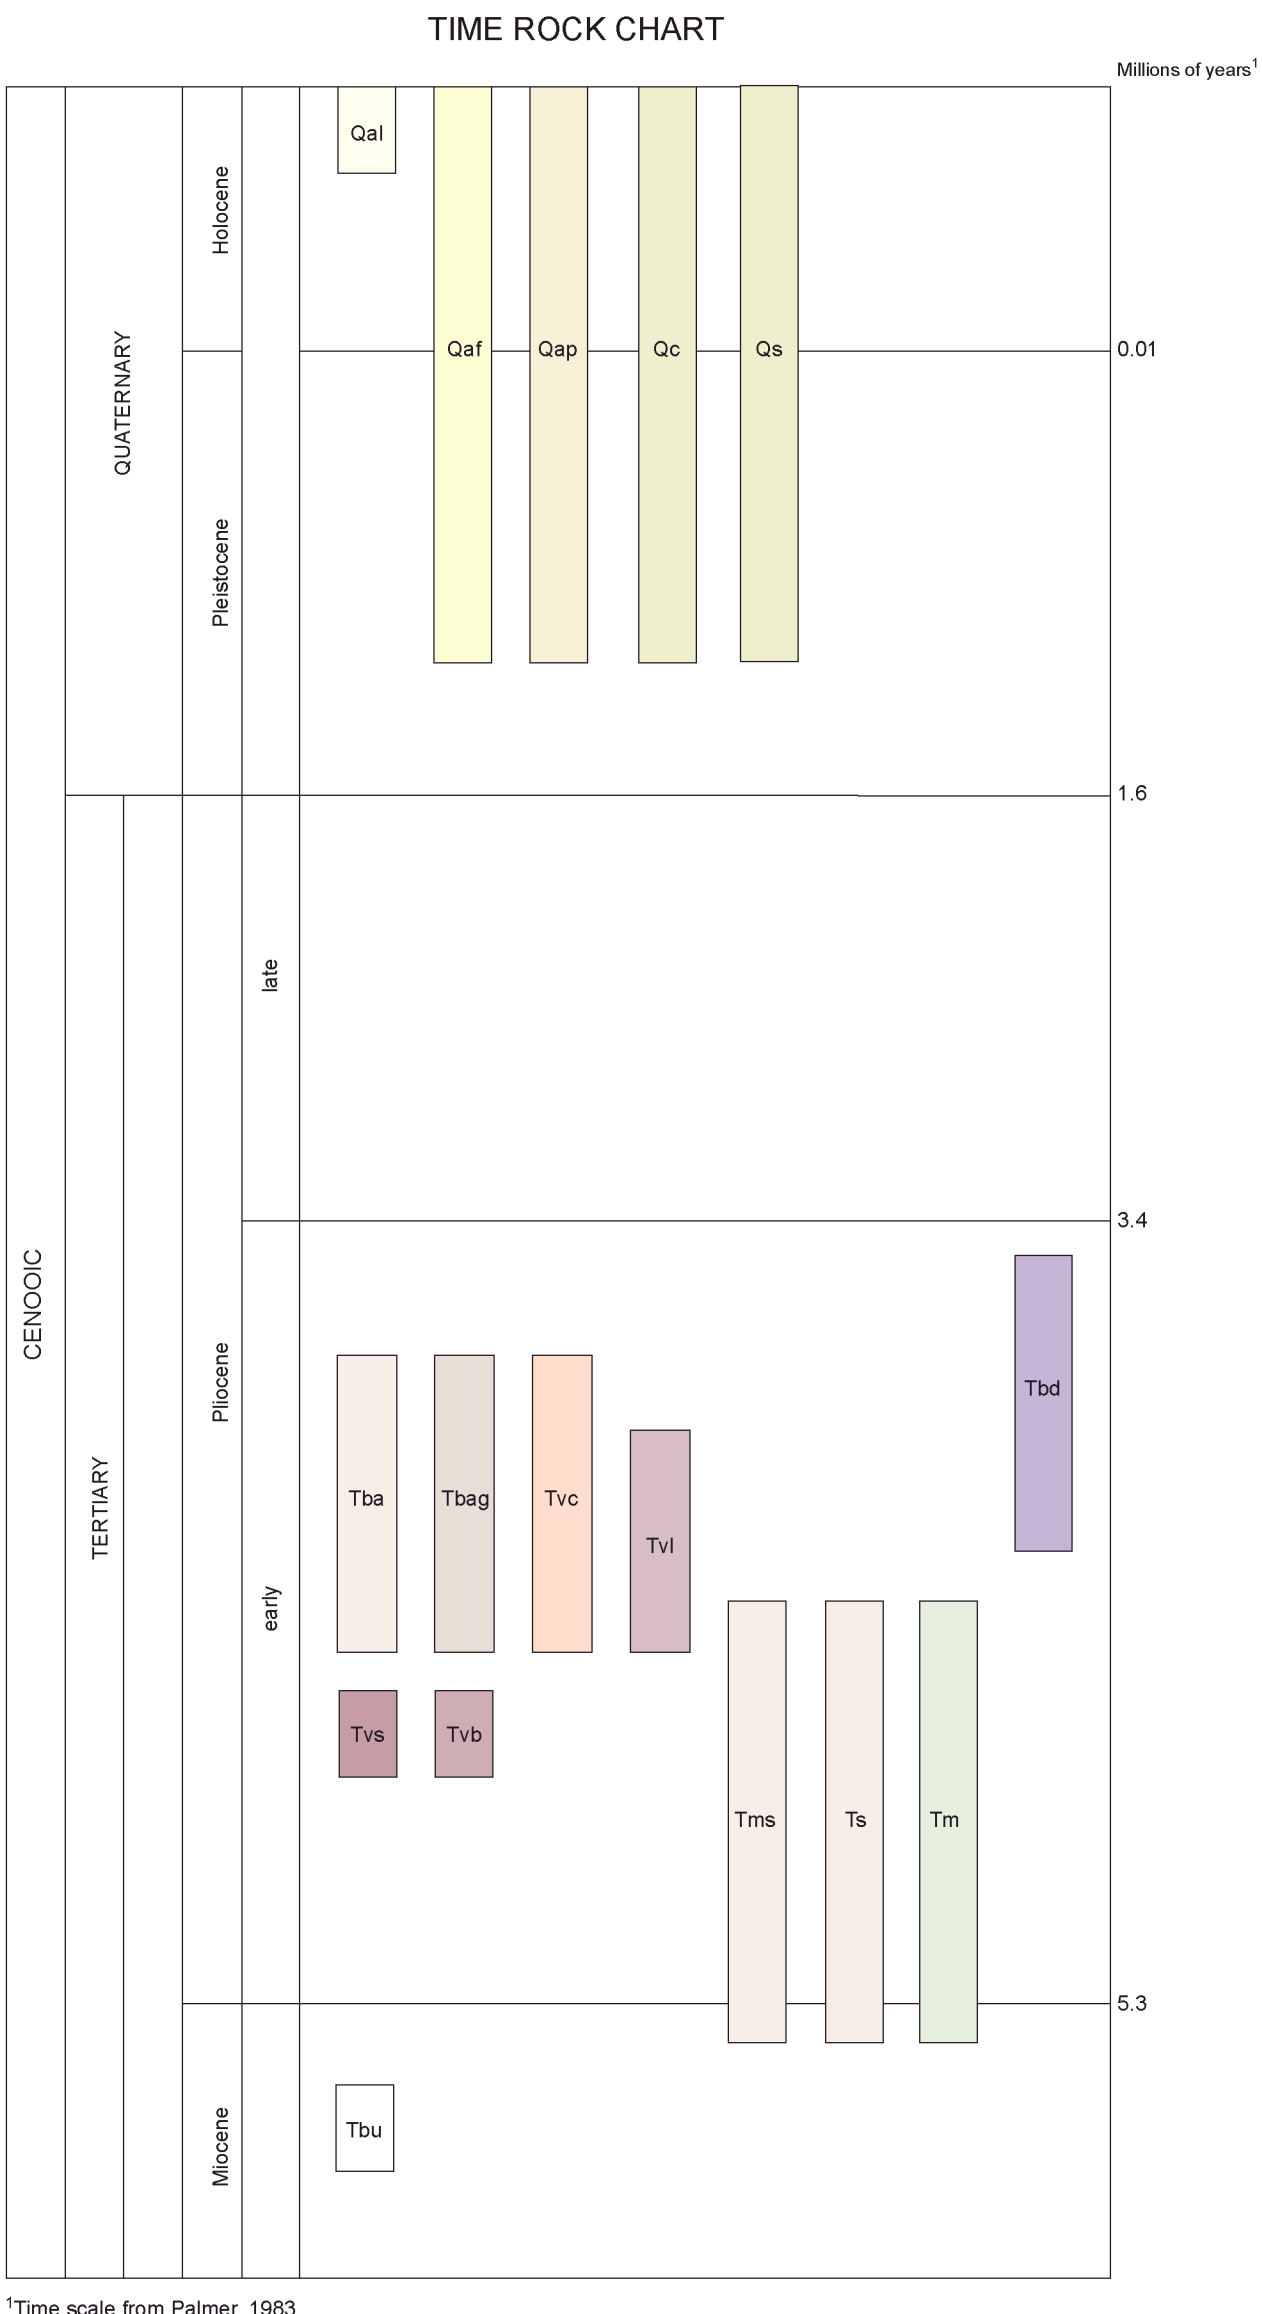 TIME ROCK CHART
Millions of years1
CENOOIC
QUATERNARY
TERTIARY
Holocene
Pleistocene
Pliocene
Miocene
late
early
Qal
Qaf
Qap
Qc
Qs
0.01
1.6
3.4
Tbd
Tba
Tbag
Tvc
Tvl
Tvs
Tvb
Tms
Ts
Tm
5.3
Tbu
1Time scale from Palmer, 1983